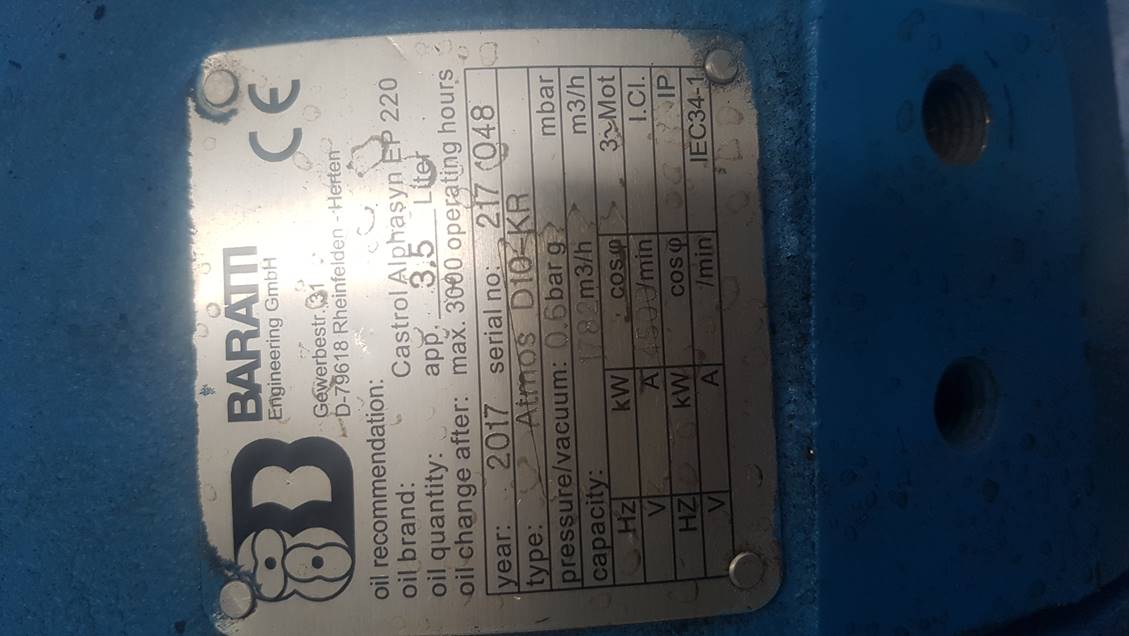 BARATTI
Engineering GmbH
CE
Gewerbestr. 31
D-79618 Rheinfelden - Herten
oil recommendation:
oil brand: Castrol Alphasyn EP 220
oil quantity: app. 3,5 Liter
oil change after: max. 3000 operating hours
year: 2017 serial no: 217
type: Atmos D10-KR
pressure/vacuum: 0.6 bar g mbar
capacity: 1782 m3/h m3/h
Hz kW cosφ 3~Mot
V A /min I.Cl.
HZ kW cosφ IP
V A /min IEC34-1